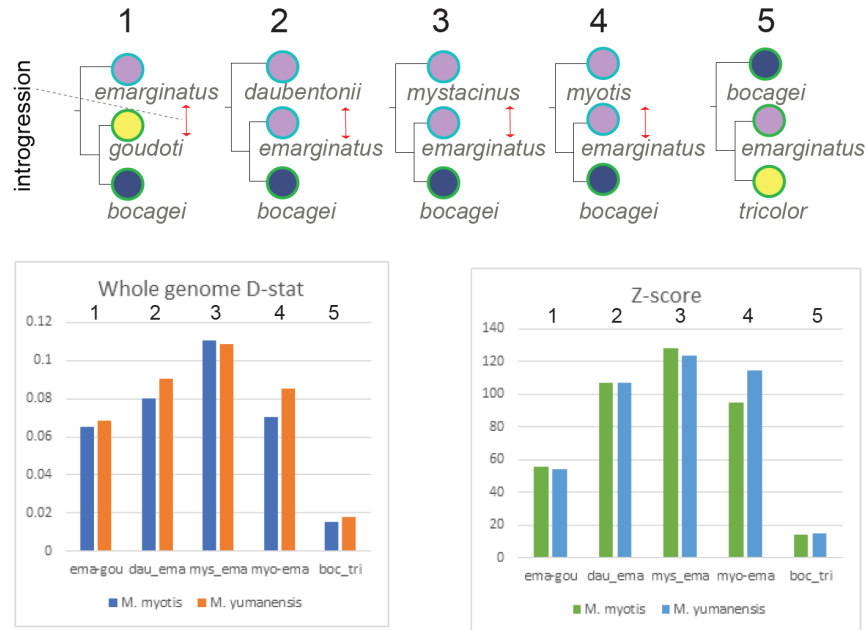 1 2 3 4 5
introgression
emarginatus daubentonii mystacinus myotis bocagei
goudoti emarginatus emarginatus emarginatus emarginatus
bocagei bocagei bocagei bocagei tricolor
Whole genome D-stat
1 2 3 4 5
0.12
0.1
0.08
0.06
0.04
0.02
0
ema-gou dau_ema mys_ema myo-ema boc_tri
M. myotis M. yumanensis
Z-score
1 2 3 4 5
140
120
100
80
60
40
20
0
ema-gou dau_ema mys_ema myo-ema boc_tri
M. myotis M. yumanensis